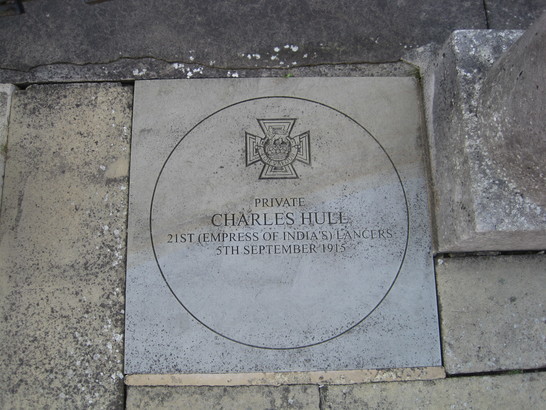 PRIVATE
CHARLES HULL
21ST (EMPRESS OF INDIA'S) LANCERS
5TH SEPTEMBER 1915